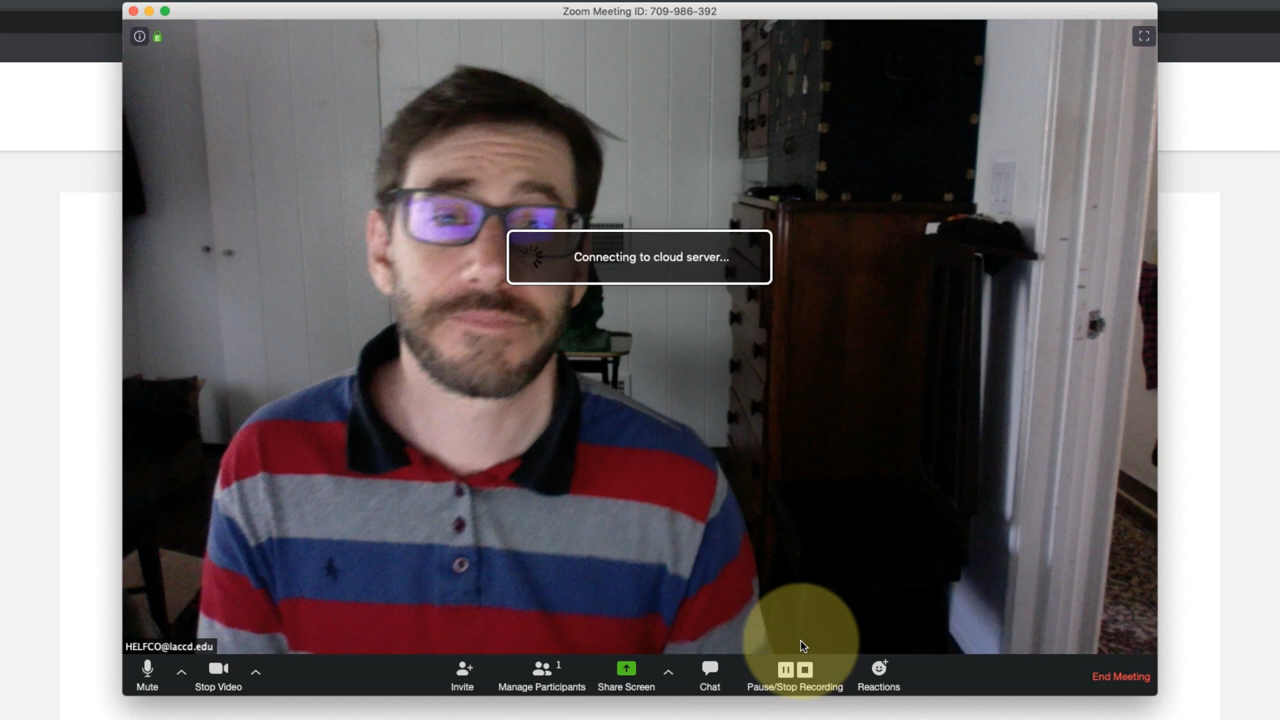 Zoom Meeting ID: 709-986-392
Connecting to cloud server...
HELFCO@laccd.edu
1
Mute
Stop Video
Invite
Manage Participants
Share Screen
Chat
Pause/Stop Recording
Reactions
End Meeting